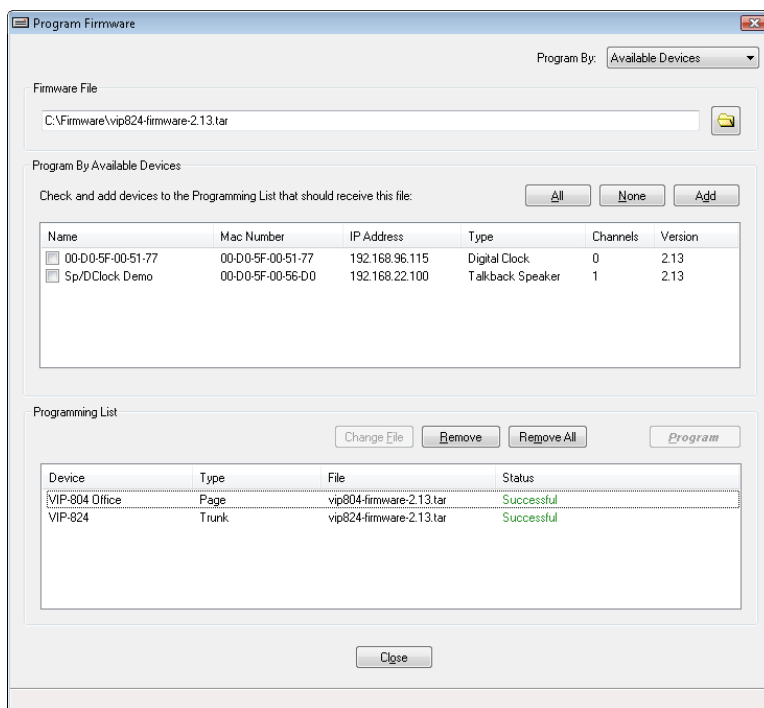 Program Firmware
Program By: Available Devices
Firmware File
C:\Firmware\vip824-firmware-2.13.tar
Program By Available Devices
Check and add devices to the Programming List that should receive this file: All None Add
Name Mac Number IP Address Type Channels Version
00-D0-5F-00-51-77 00-D0-5F-00-51-77 192.168.96.115 Digital Clock 0 2.13
Sp/DClock Demo 00-D0-5F-00-56-D0 192.168.22.100 Talkback Speaker 1 2.13
Programming List
Change File Remove Remove All Program
Device Type File Status
VIP-804 Office Page vip804-firmware-2.13.tar Successful
VIP-824 Trunk vip824-firmware-2.13.tar Successful
Close